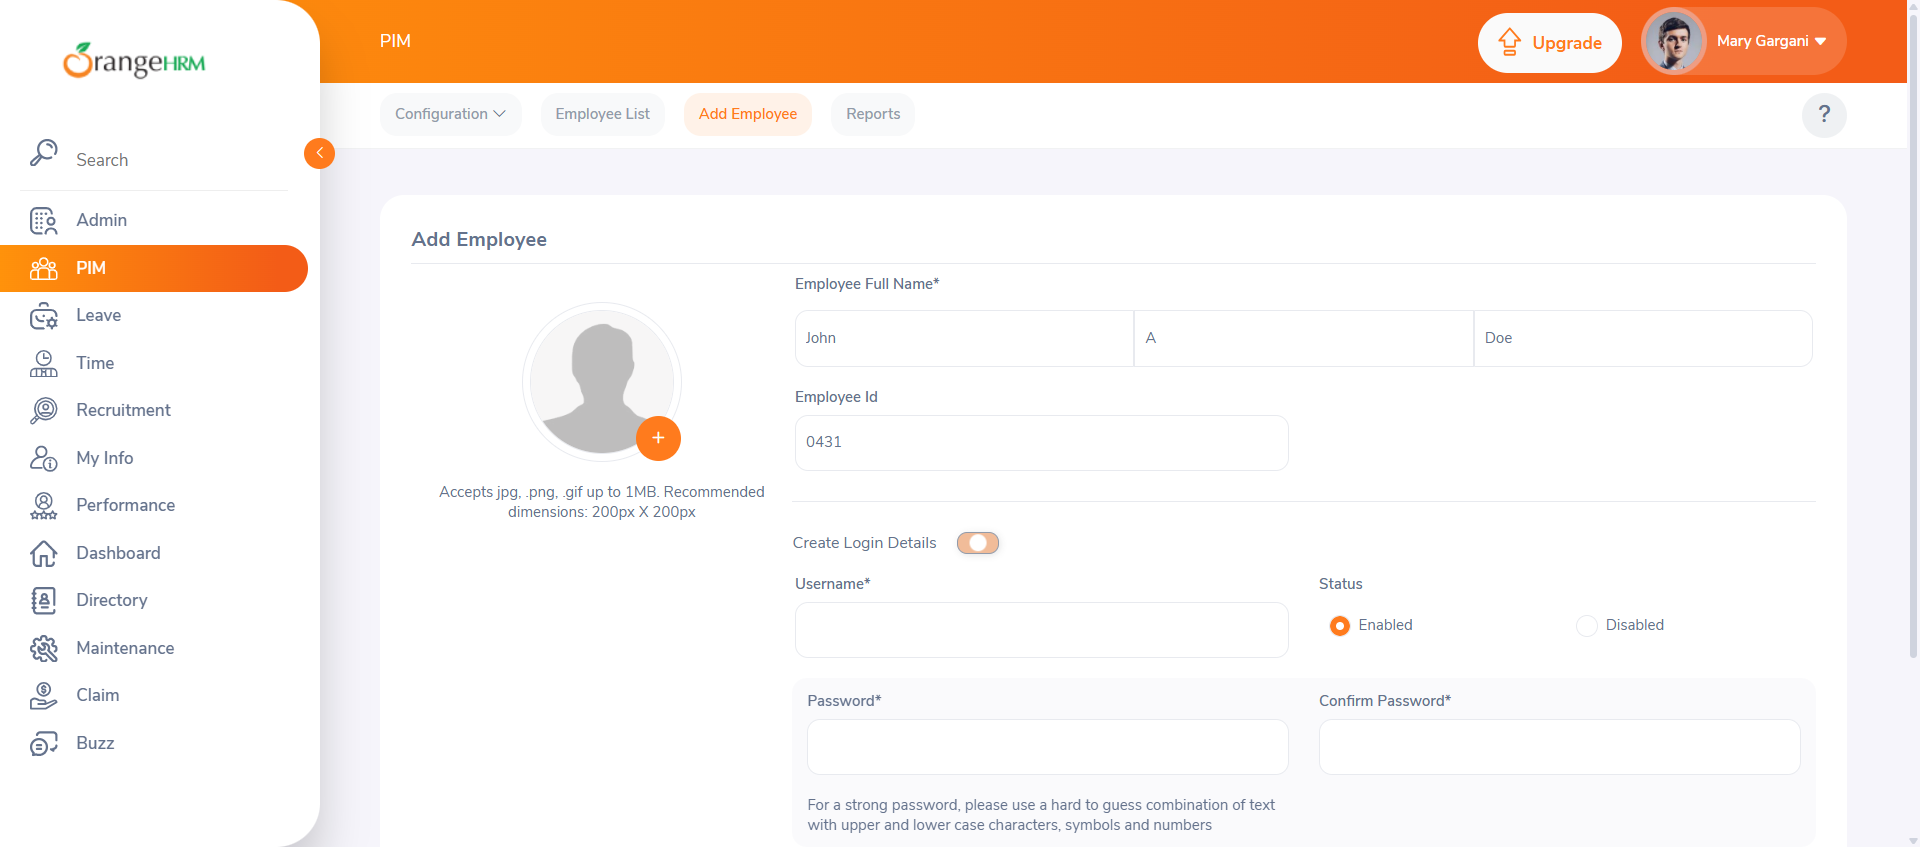 OrangeHRM
PIM
Upgrade
Mary Gargani
Configuration
Employee List
Add Employee
Reports
?
Search
Admin
PIM
Leave
Time
Recruitment
My Info
Performance
Dashboard
Directory
Maintenance
Claim
Buzz
Add Employee
Accepts jpg, .png, .gif up to 1MB. Recommended
dimensions: 200px X 200px
Employee Full Name*
John
A
Doe
Employee Id
0431
Create Login Details
Username*
Status
Enabled
Disabled
Password*
Confirm Password*
For a strong password, please use a hard to guess combination of text
with upper and lower case characters, symbols and numbers